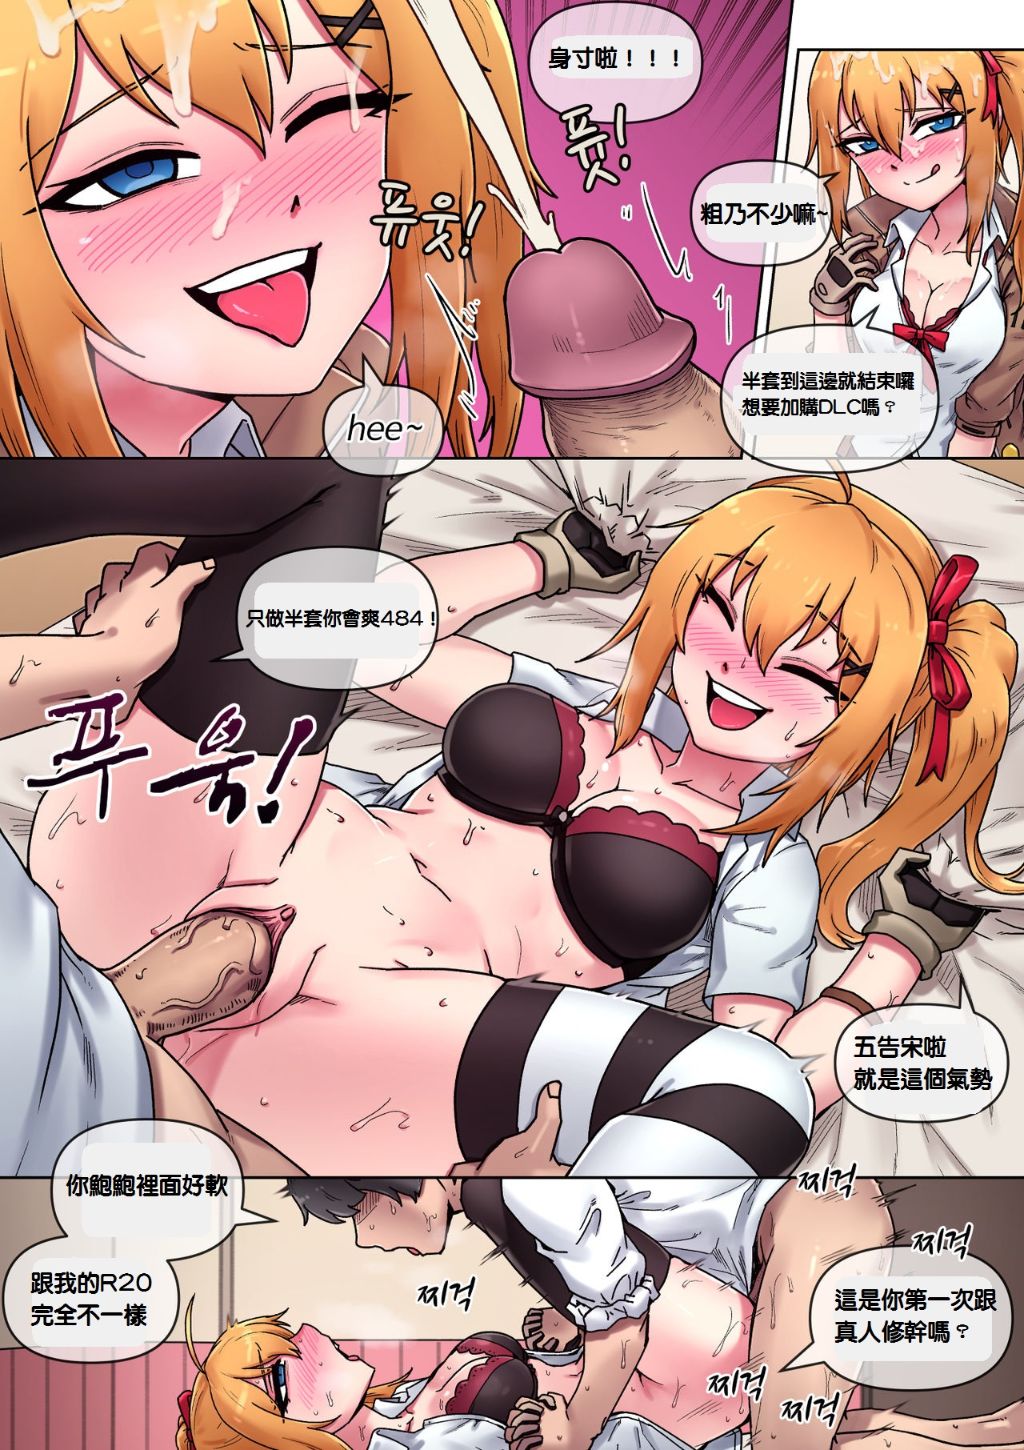 身寸啦！！！
퓻!
퓨웃!
hee~
粗乃不少嘛~
半套到這邊就結束囉
想要加購DLC嗎？
只做半套你會爽484！
푸욱!
五告宋啦
就是這個氣勢
你鮑鮑裡面好軟
跟我的R20
完全不一樣
찌걱
찌걱
찌걱
這是你第一次跟
真人修幹嗎？
찌걱
찌걱